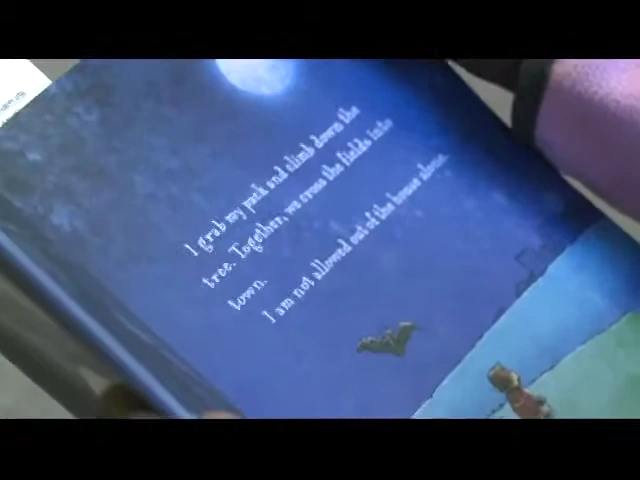 I grab my pack and climb down the
tree. Together, we cross the fields into
town.
I am not allowed out of the house alone.